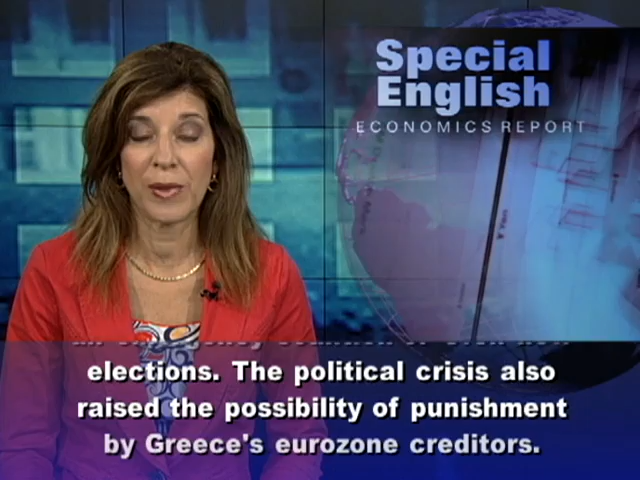 Special
English
ECONOMICS REPORT
elections. The political crisis also
raised the possibility of punishment
by Greece's eurozone creditors.